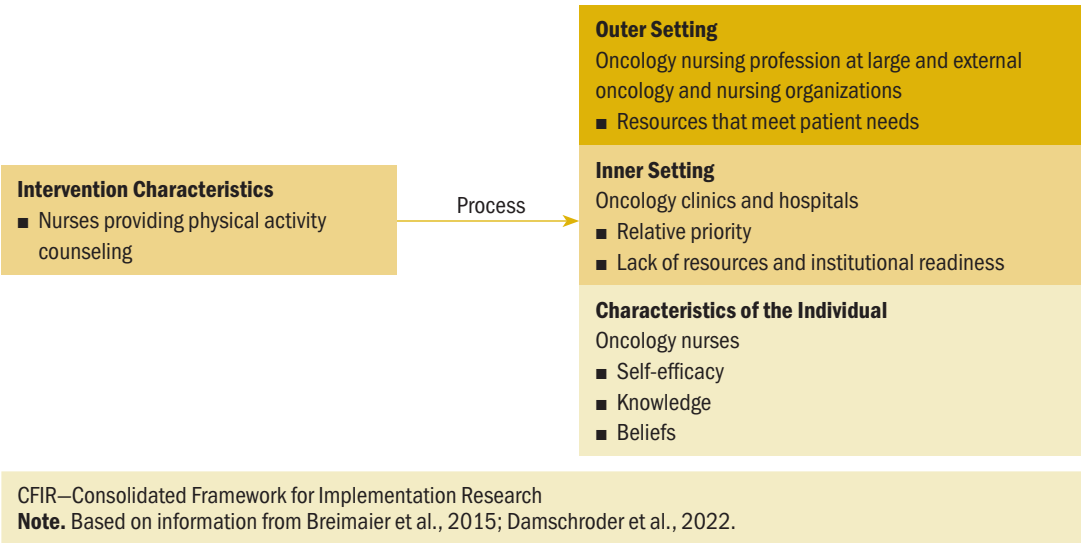 Intervention Characteristics
■ Nurses providing physical activity
counseling
Process
Outer Setting
Oncology nursing profession at large and external
oncology and nursing organizations
■ Resources that meet patient needs
Inner Setting
Oncology clinics and hospitals
■ Relative priority
■ Lack of resources and institutional readiness
Characteristics of the Individual
Oncology nurses
■ Self-efficacy
■ Knowledge
■ Beliefs
CFIR—Consolidated Framework for Implementation Research
Note. Based on information from Breimaier et al., 2015; Damschroder et al., 2022.